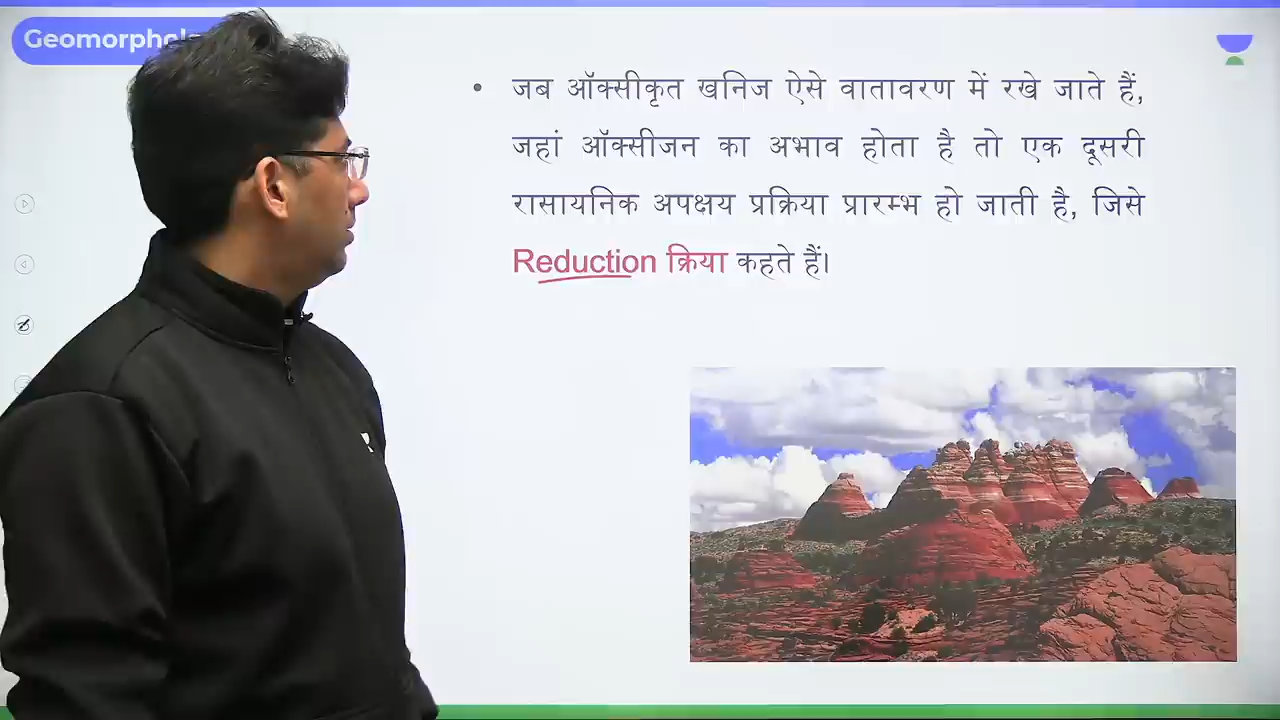 जब ऑक्सीकृत खनिज ऐसे वातावरण में रखे जाते हैं,
जहां ऑक्सीजन का अभाव होता है तो एक दूसरी
रासायनिक अपक्षय प्रक्रिया प्रारम्भ हो जाती है, जिसे
Reduction क्रिया कहते हैं।